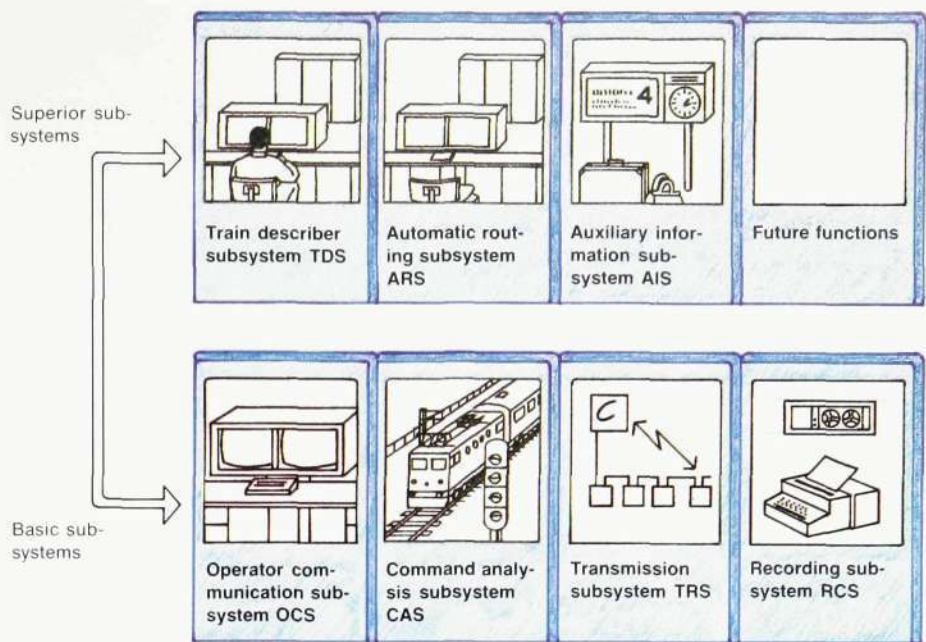 Superior sub-
systems
Train describer
subsystem TDS
Automatic rout-
ing subsystem
ARS
4
Auxiliary infor-
mation sub-
system AIS
Future functions
Basic sub-
systems
Operator com-
munication sub-
system OCS
Command analy-
sis subsystem
CAS
C
Transmission
subsystem TRS
Recording sub-
system RCS